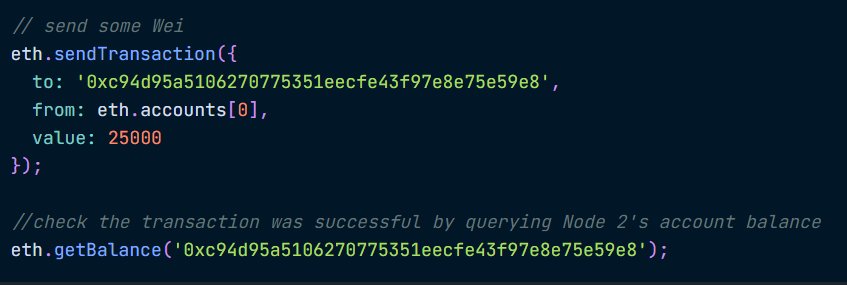 // send some Wei
eth.sendTransaction({
  to: '0xc94d95a5106270775351eecfe43f97e8e75e59e8',
  from: eth.accounts[0],
  value: 25000
});

//check the transaction was successful by querying Node 2's account balance
eth.getBalance('0xc94d95a5106270775351eecfe43f97e8e75e59e8');